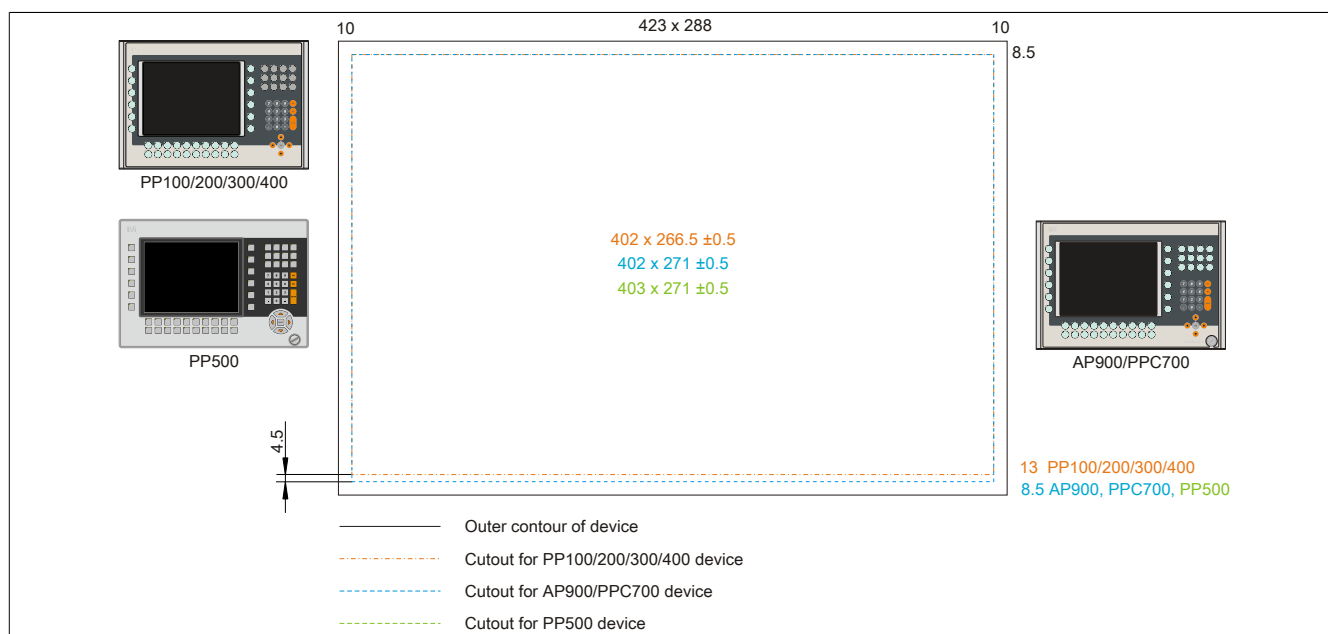 10
423 x 288
10
8.5
PP100/200/300/400
402 x 266.5 ±0.5
402 x 271 ±0.5
403 x 271 ±0.5
PP500
AP900/PPC700
4.5
13 PP100/200/300/400
8.5 AP900, PPC700, PP500
Outer contour of device
Cutout for PP100/200/300/400 device
Cutout for AP900/PPC700 device
Cutout for PP500 device